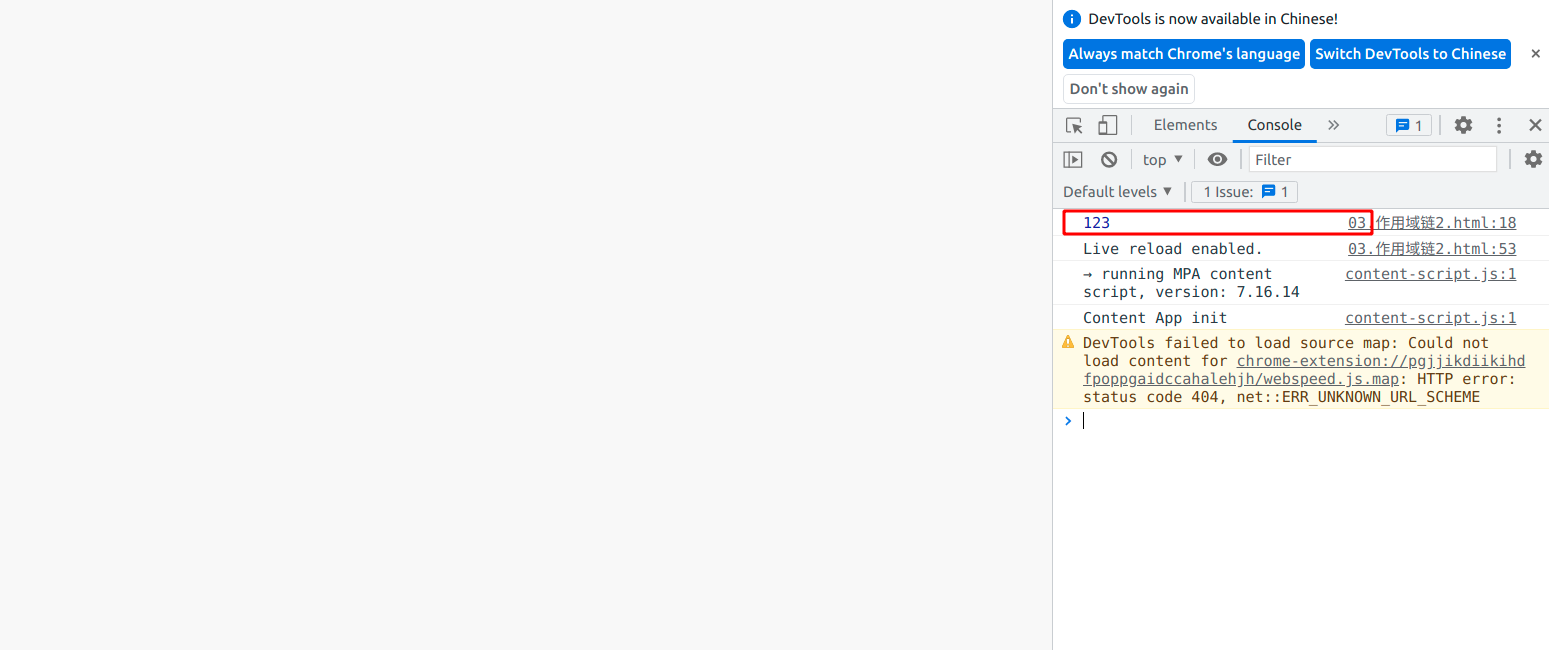 DevTools is now available in Chinese!
Always match Chrome's language Switch DevTools to Chinese
Don't show again
Elements Console 1
top Filter
Default levels 1 Issue: 1
123 03.作用域链2.html:18
Live reload enabled. 03.作用域链2.html:53
→ running MPA content content-script.js:1
script, version: 7.16.14
Content App init content-script.js:1
DevTools failed to load source map: Could not
load content for chrome-extension://pgjjikdiikihd
fpoppgaidccahalehjh/webspeed.js.map: HTTP error:
status code 404, net::ERR_UNKNOWN_URL_SCHEME